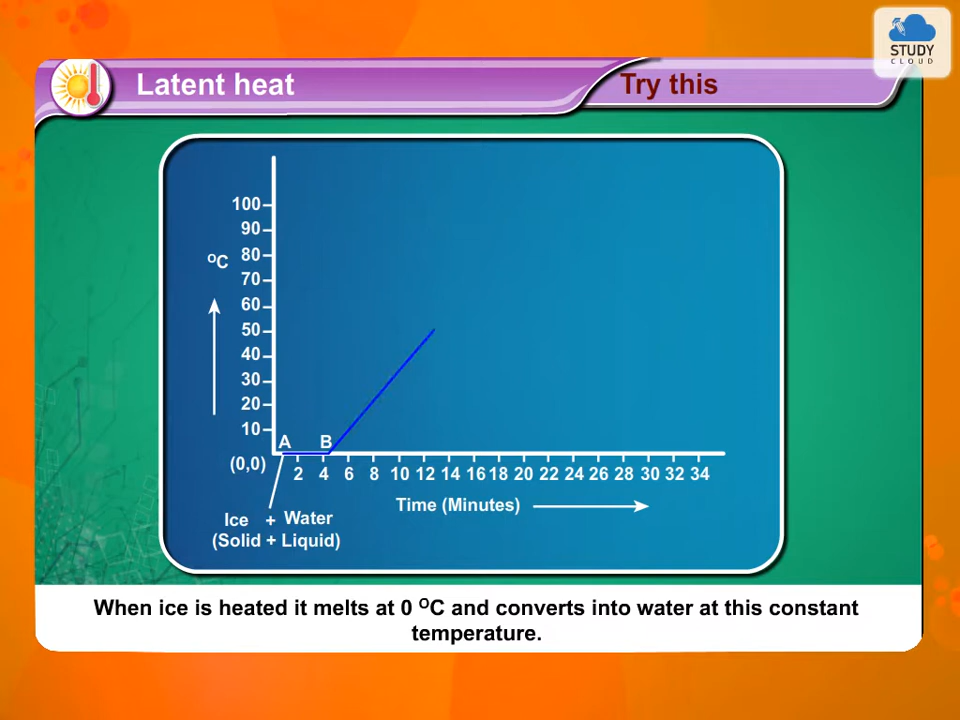 STUDY
CLOUD
Latent heat
Try this
100
90
80
°C
70
60
50
40
30
20
10
A B
(0,0)
2 4 6 8 10 12 14 16 18 20 22 24 26 28 30 32 34
Time (Minutes)
Ice + Water
(Solid + Liquid)
When ice is heated it melts at 0 °C and converts into water at this constant
temperature.